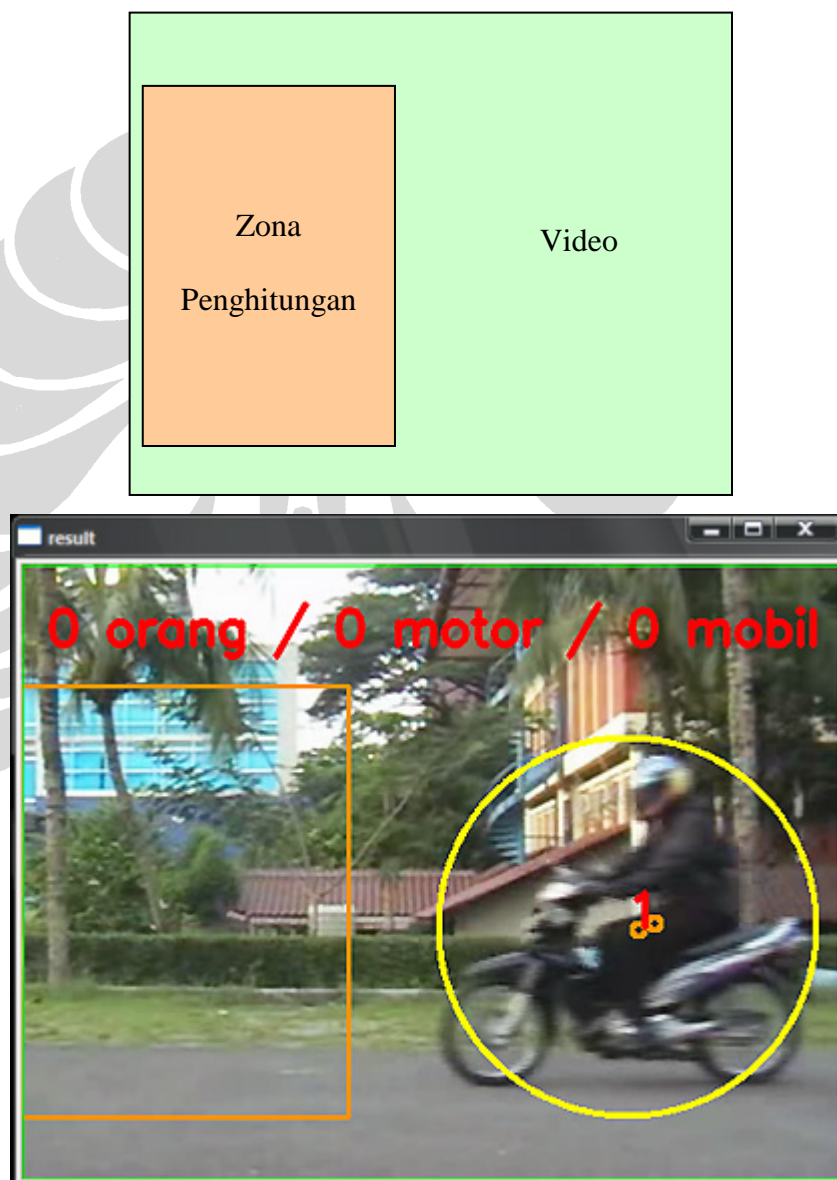 Zona
Penghitungan
Video
result
0 orang / 0 motor / 0 mobil
1